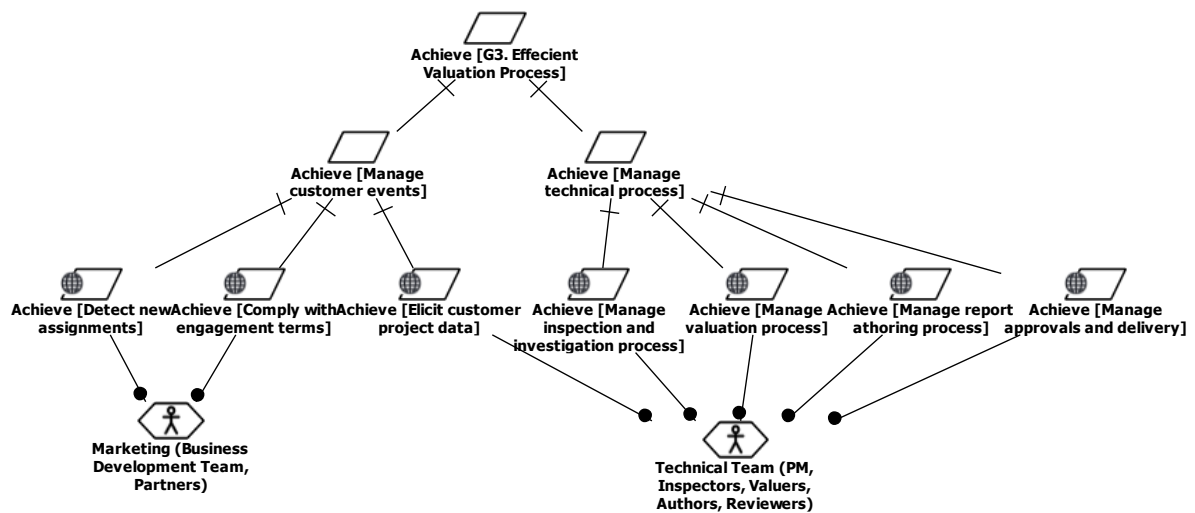 Achieve [G3. Effecient
Valuation Process]
Achieve [Manage
customer events]
Achieve [Manage
technical process]
Achieve [Detect new
assignments]
Achieve [Comply with
engagement terms]
Achieve [Elicit customer
project data]
Achieve [Manage
inspection and
investigation process]
Achieve [Manage
valuation process]
Achieve [Manage report
athoring process]
Achieve [Manage
approvals and delivery]
Marketing (Business
Development Team,
Partners)
Technical Team (PM,
Inspectors, Valuers,
Authors, Reviewers)